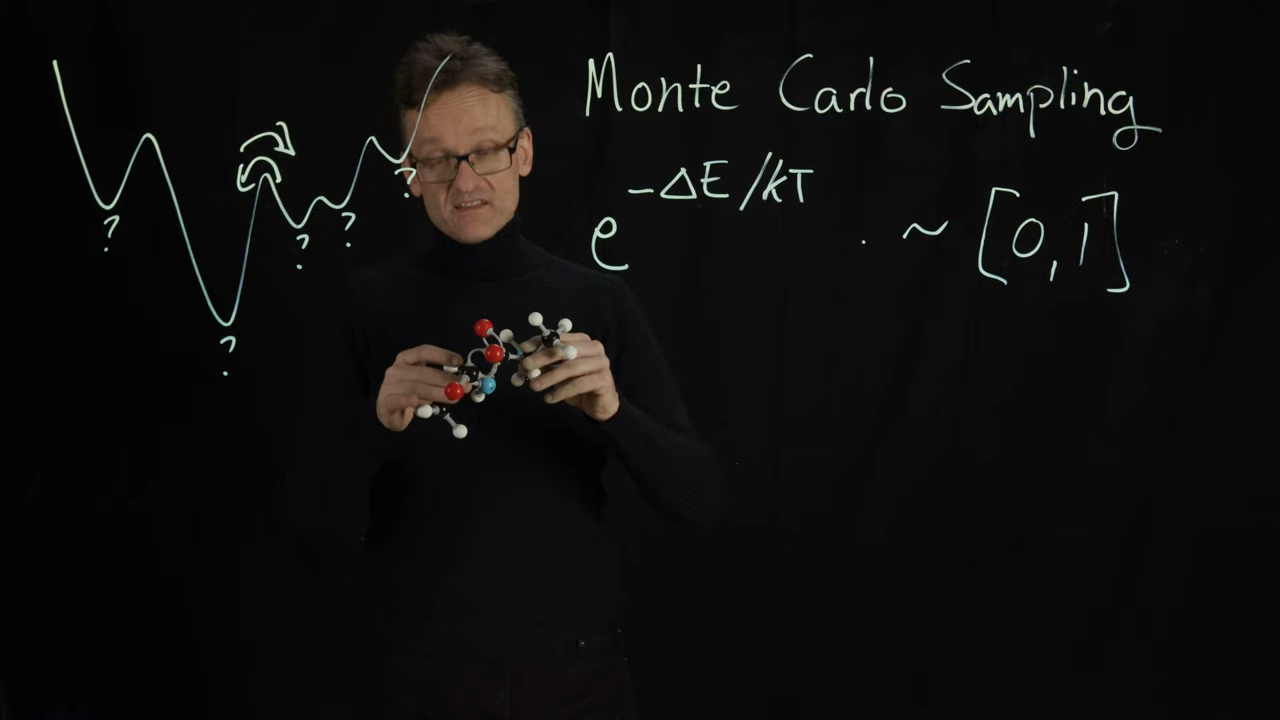 Monte Carlo Sampling
e^{-ΔE/kT} . ~ [0,1]
?
?
?
?
?